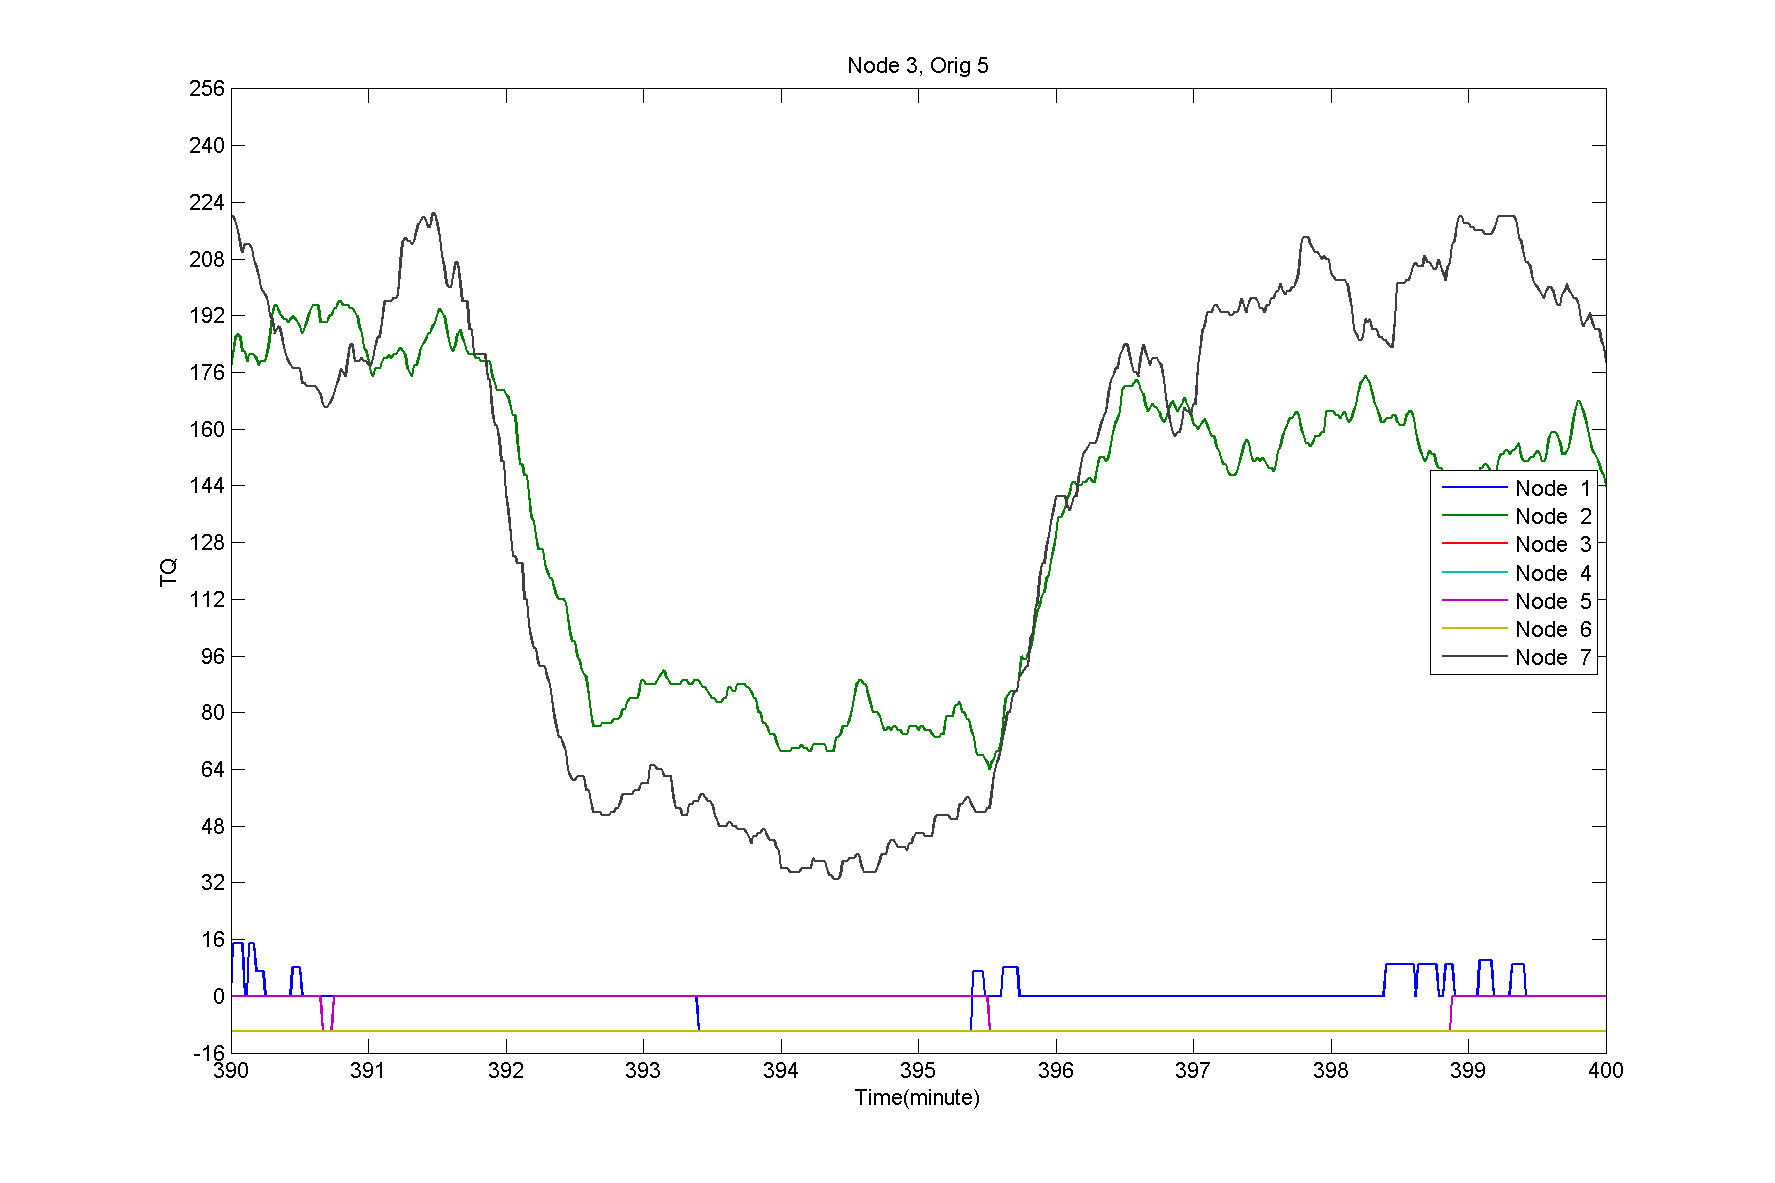 Node 3, Orig 5
256
240
224
208
192
176
160
144
128
112
96
80
64
48
32
16
0
-16
TQ
Node 1
Node 2
Node 3
Node 4
Node 5
Node 6
Node 7
390 391 392 393 394 395 396 397 398 399 400
Time(minute)